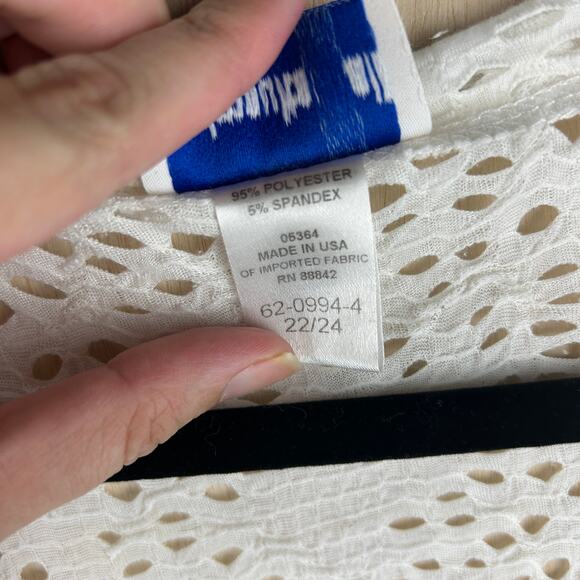 95% POLYESTER
5% SPANDEX
05364
MADE IN USA
OF IMPORTED FABRIC
RN 88842
62-0994-4
22/24